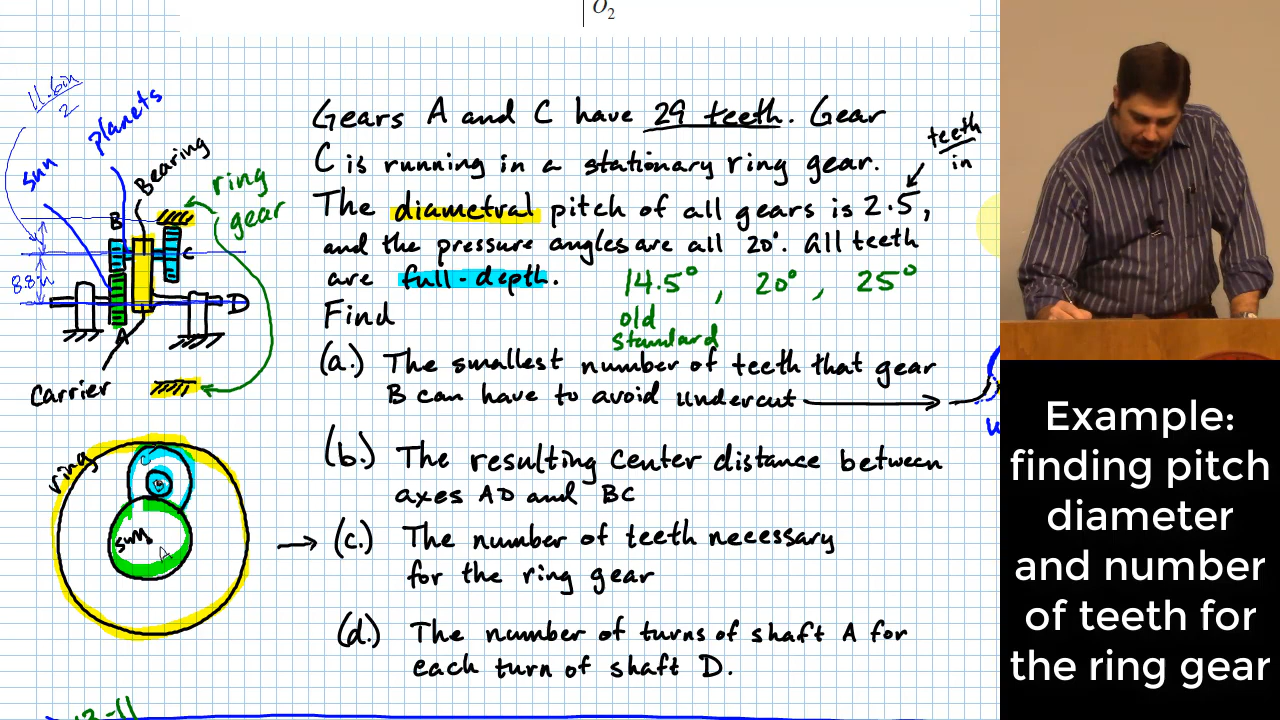 O₂
11.6in
2
planets
sun
Bearing
ring
gear
B
C
8.8in
D
A
Carrier
Gears A and C have 29 teeth. Gear
C is running in a stationary ring gear.
The diametral pitch of all gears is 2.5,
and the pressure angles are all 20°. All teeth
are full-depth.
teeth
in
14.5°, 20°, 25°
old
standard
Find
(a.) The smallest number of teeth that gear
B can have to avoid undercut
(b.) The resulting center distance between
axes AD and BC
(c.) The number of teeth necessary
for the ring gear
(d.) The number of turns of shaft A for
each turn of shaft D.
ring
C
B
sun
A
Example:
finding pitch
diameter
and number
of teeth for
the ring gear